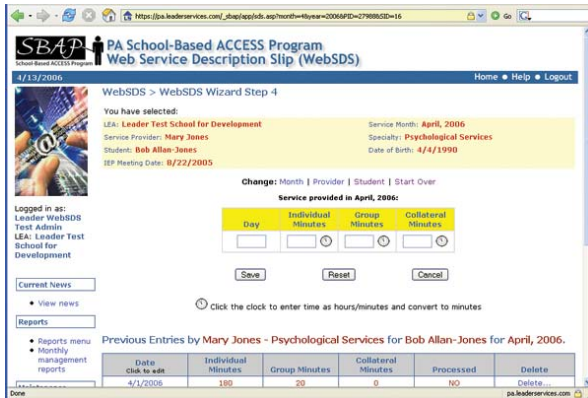 https://pa.leaderservices.com/_sbap/app/sds.asp?month=4&year=2006&PID=27988&SID=16
Go
SBAP
School-Based ACCESS Program
PA School-Based ACCESS Program
Web Service Description Slip (WebSDS)
4/13/2006
Home • Help • Logout
WebSDS > WebSDS Wizard Step 4
You have selected:
LEA: Leader Test School for Development
Service Month: April, 2006
Service Provider: Mary Jones
Specialty: Psychological Services
Student: Bob Allan-Jones
Date of Birth: 4/4/1990
IEP Meeting Date: 8/22/2005
Change: Month | Provider | Student | Start Over
Service provided in April, 2006:
Day
Individual Minutes
Group Minutes
Collateral Minutes
Save
Reset
Cancel
Click the clock to enter time as hours/minutes and convert to minutes
Logged in as:
Leader WebSDS
Test Admin
LEA: Leader Test
School for
Development
Current News
• View news
Reports
• Reports menu
• Monthly
management
reports
Previous Entries by Mary Jones - Psychological Services for Bob Allan-Jones for April, 2006.
Date
Click to edit
Individual Minutes
Group Minutes
Collateral Minutes
Processed
Delete
4/1/2006 180 20 0 NO Delete...
Done
pa.leaderservices.com